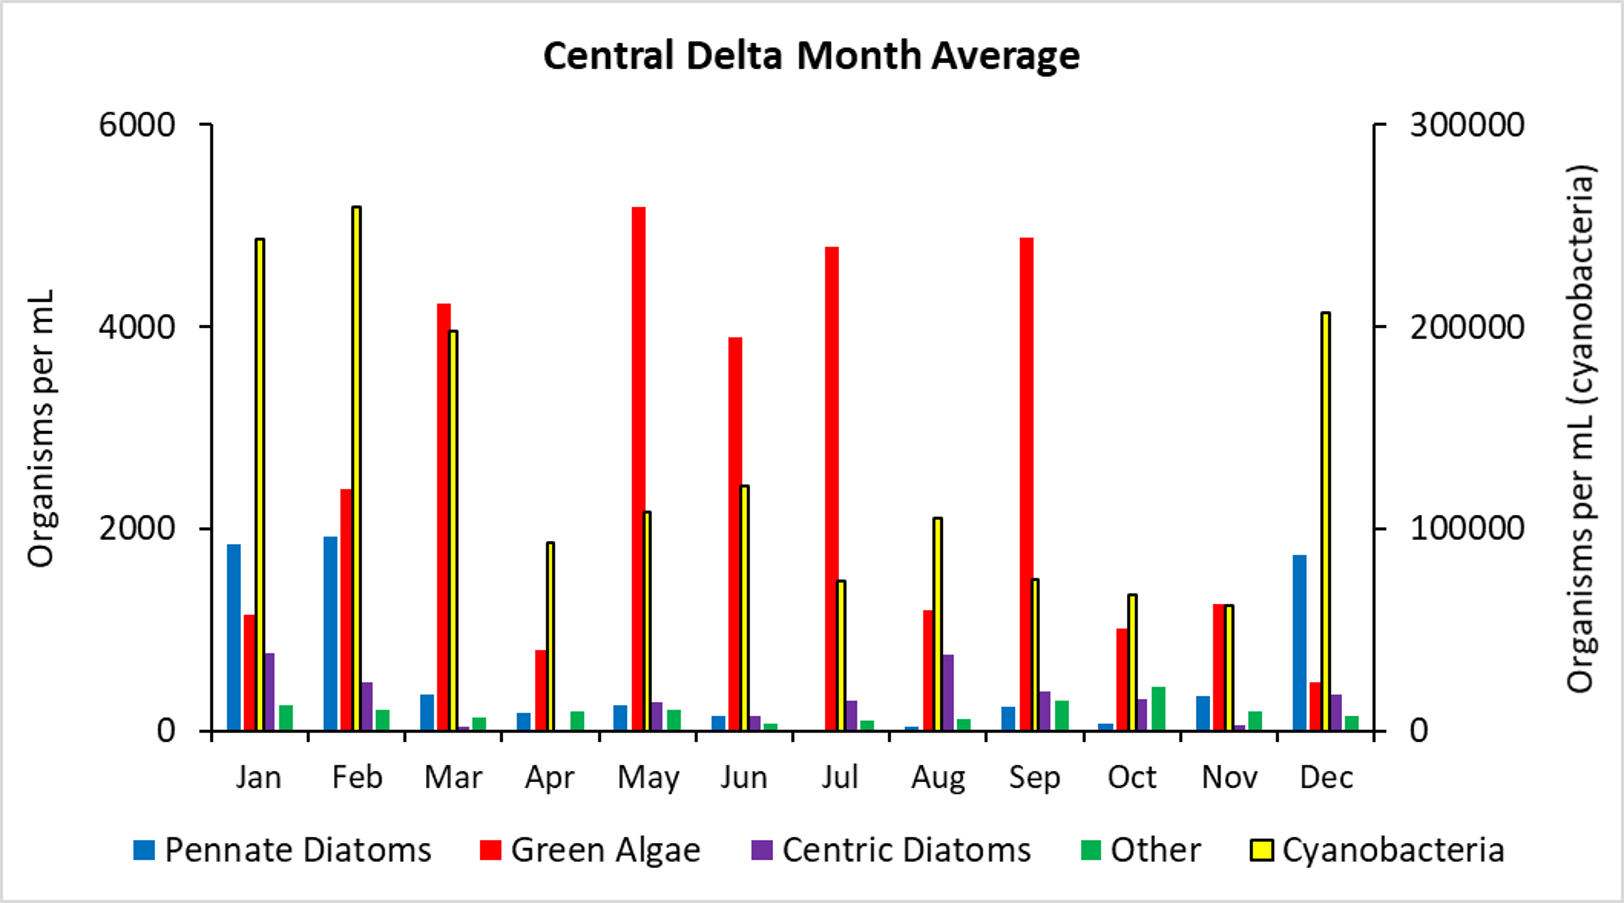 Central Delta Month Average
6000
4000
2000
0
Organisms per mL
300000
200000
100000
0
Organisms per mL (cyanobacteria)
Jan Feb Mar Apr May Jun Jul Aug Sep Oct Nov Dec
Pennate Diatoms Green Algae Centric Diatoms Other Cyanobacteria